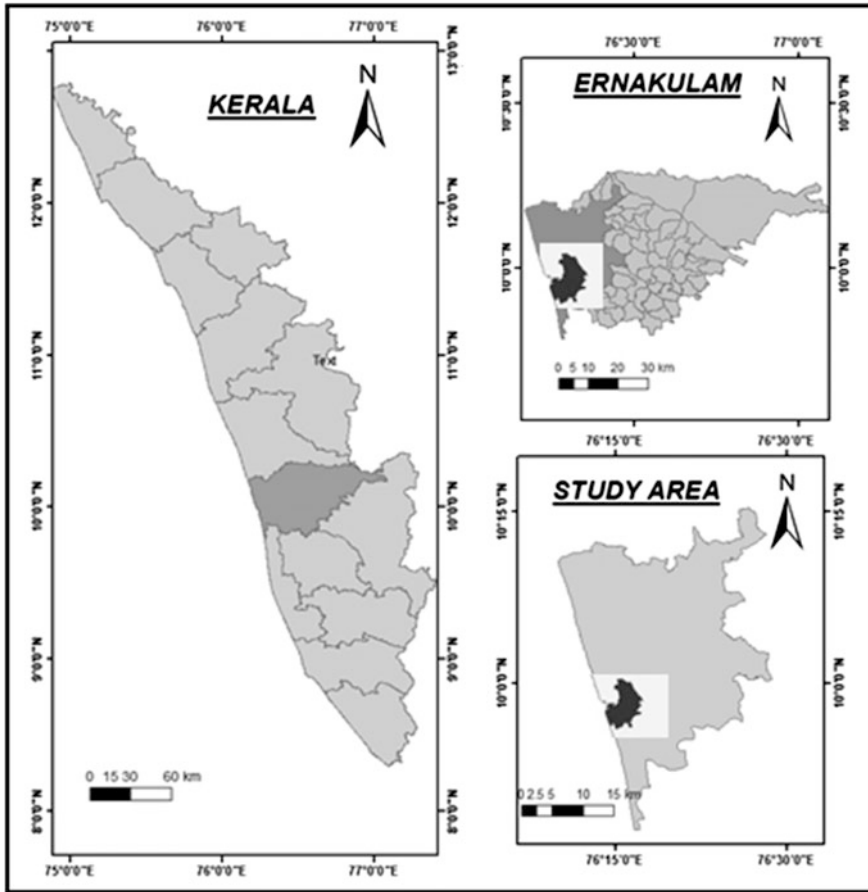 75°0'0"E 76°0'0"E 77°0'0"E
13°0'0"N
KERALA
N
12°0'0"N 12°0'0"N
11°0'0"N Text 11°0'0"N
10°0'0"N 10°0'0"N
9°0'0"N 9°0'0"N
0 15 30 60 km
8°0'0"N 8°0'0"N
75°0'0"E 76°0'0"E 77°0'0"E
76°30'0"E 77°0'0"E
ERNAKULAM
N
10°30'0"N 10°30'0"N
10°0'0"N 10°0'0"N
0 5 10 20 30 km
76°15'0"E 76°30'0"E
STUDY AREA
N
10°15'0"N 10°15'0"N
10°0'0"N 10°0'0"N
0 2.5 5 10 15 km
76°15'0"E 76°30'0"E